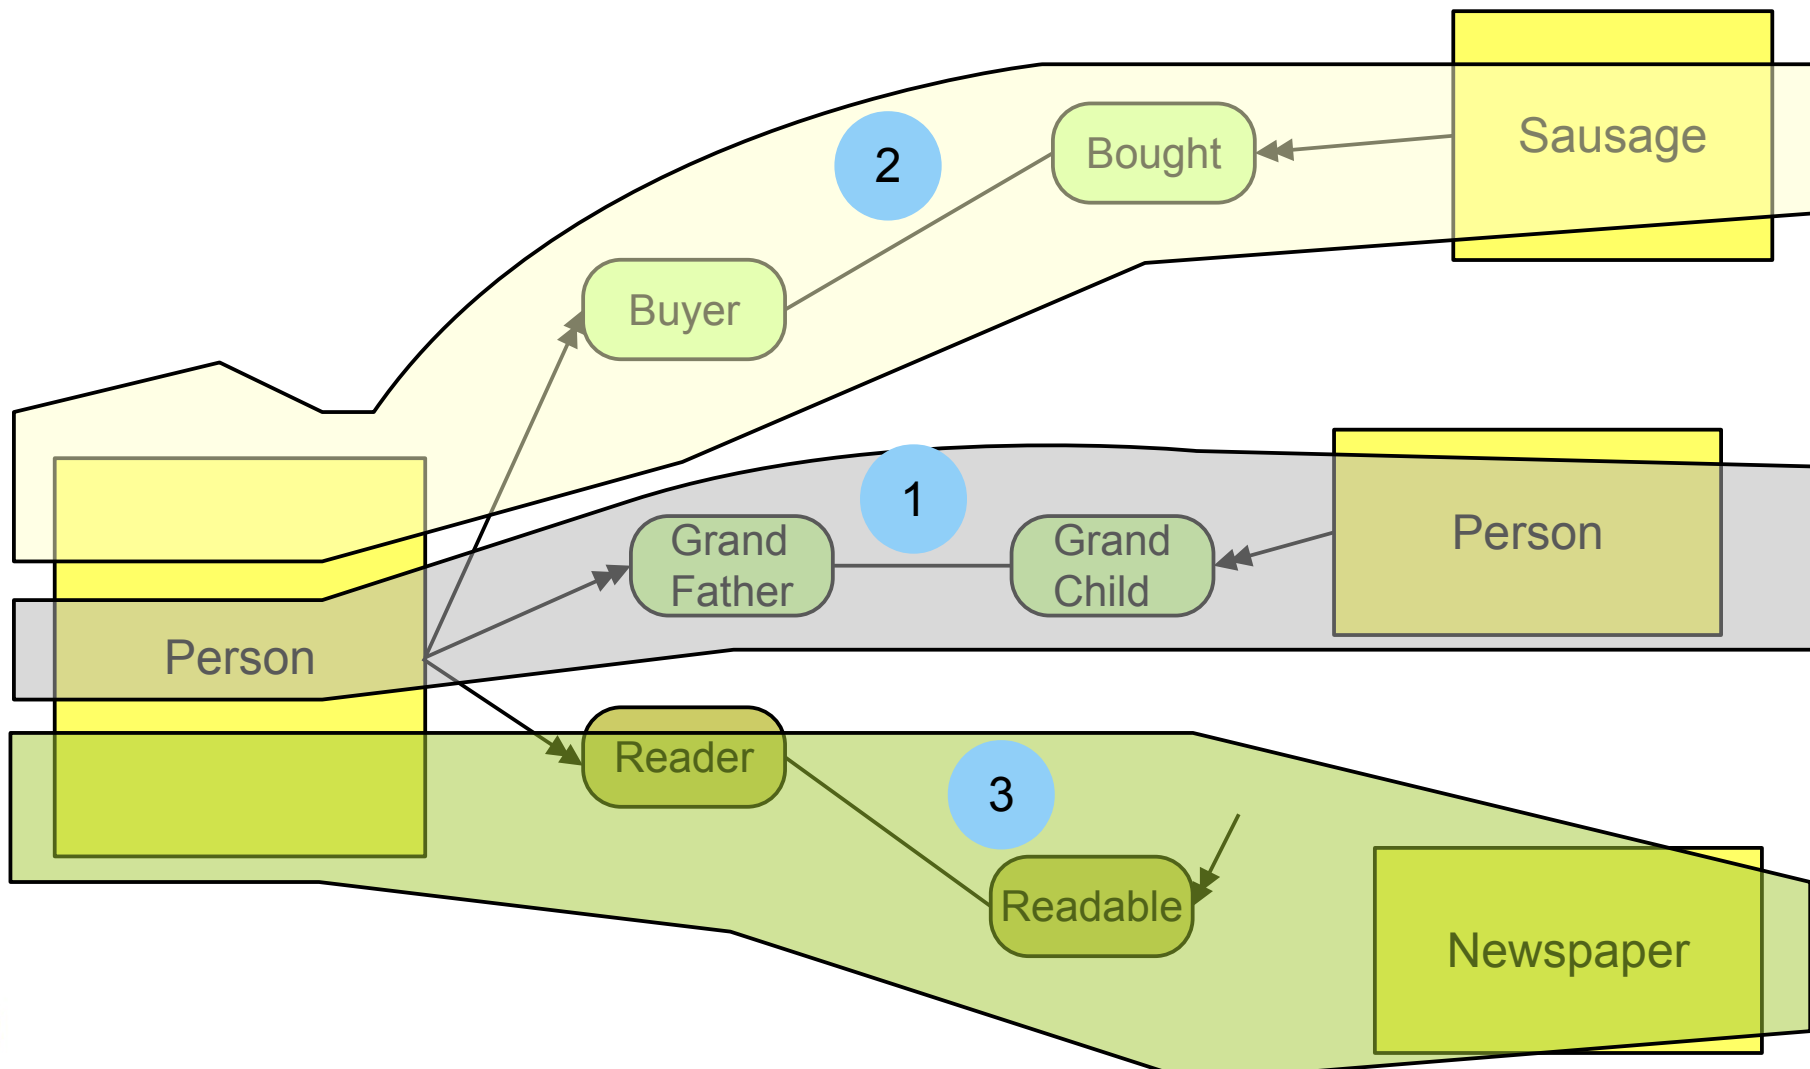 Sausage
2
Bought
Buyer
1
Grand
Father
Grand
Child
Person
Person
Reader
3
Readable
Newspaper